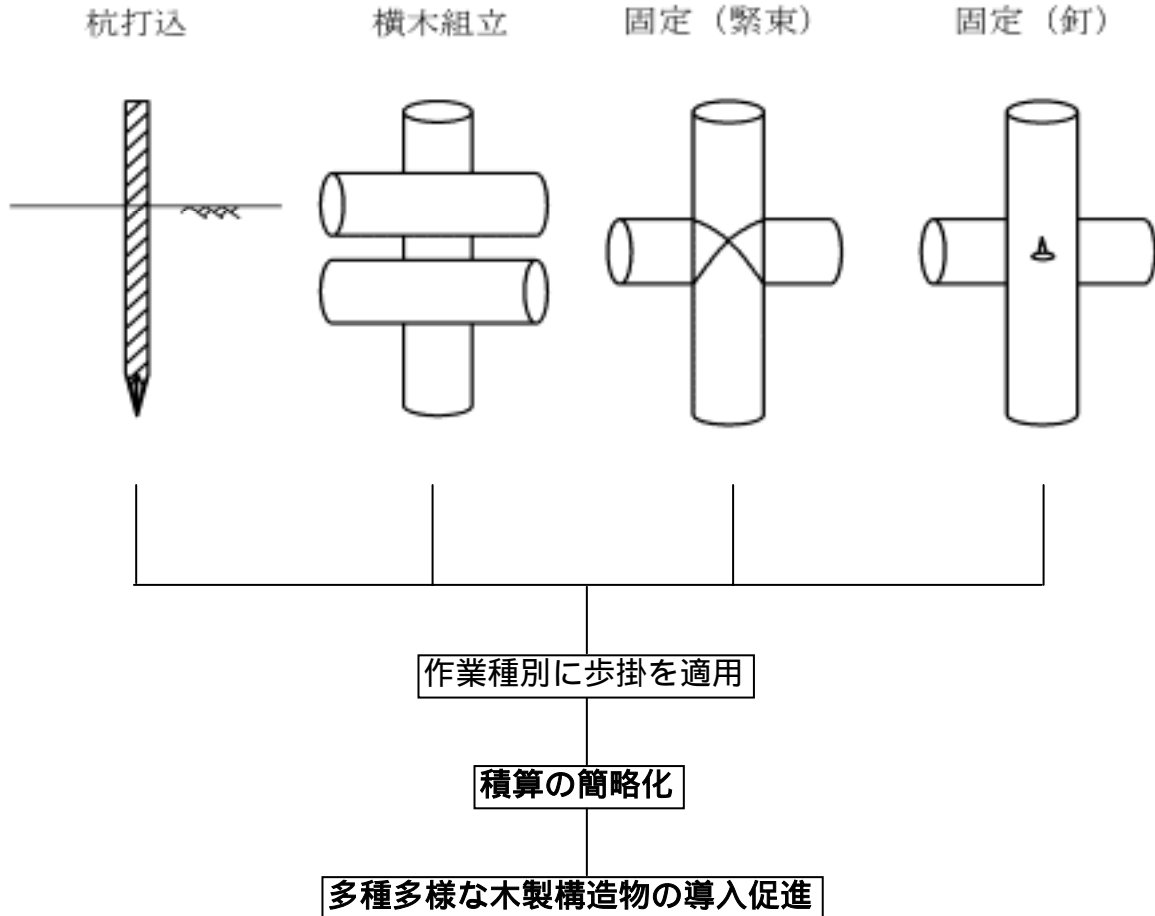 杭打込
横木組立
固定（緊束）
固定（釘）
作業種別に歩掛を適用
積算の簡略化
多種多様な木製構造物の導入促進